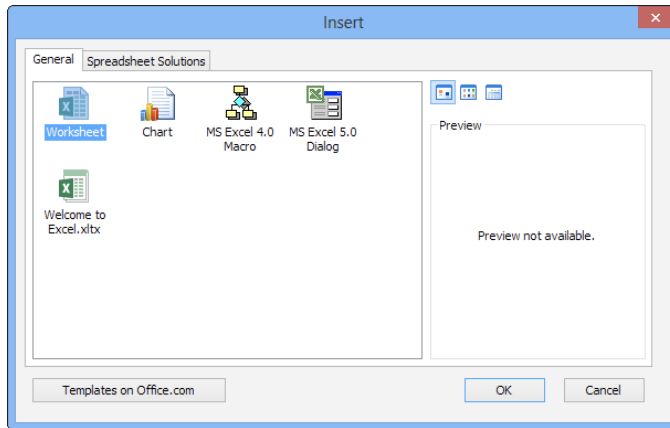 Insert
General Spreadsheet Solutions
Worksheet
Chart
MS Excel 4.0
Macro
MS Excel 5.0
Dialog
Welcome to
Excel.xltx
Preview
Preview not available.
Templates on Office.com
OK
Cancel